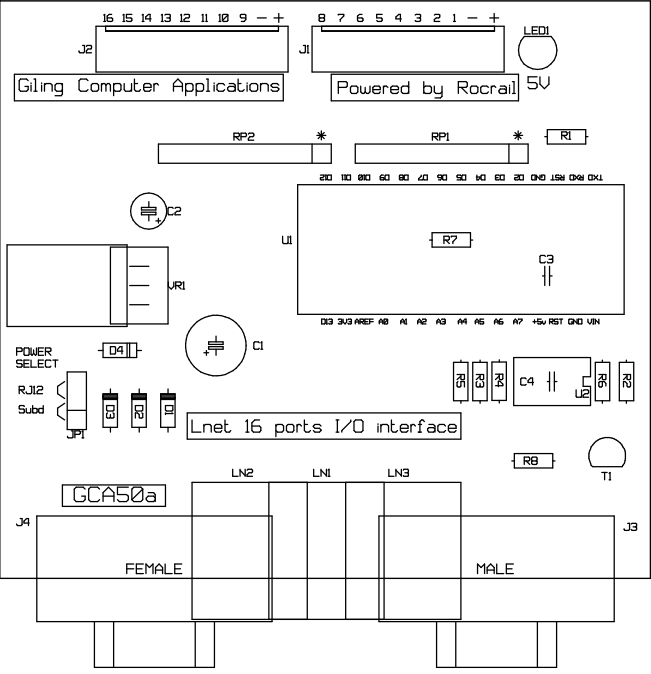 16 15 14 13 12 11 10 9 − +
8 7 6 5 4 3 2 1 − +
LED1
J2
J1
Giling Computer Applications
Powered by Rocrail
5V
RP2 *
RP1 *
R1
D12 D11 D10 D9 D8 D7 D6 D5 D4 D3 D2 GND RST RXD TXD
C2
U1
R7
C3
VR1
D13 3V3 AREF A0 A1 A2 A3 A4 A5 A6 A7 +5v RST GND VIN
C1
POWER
SELECT
D4
RJ12
Subd
JP1
D3
D2
D1
R5
R3
R4
C4
U2
R6
R2
Lnet 16 ports I/O interface
R8
T1
LN2
LN1
LN3
GCA50a
J4
J3
FEMALE
MALE